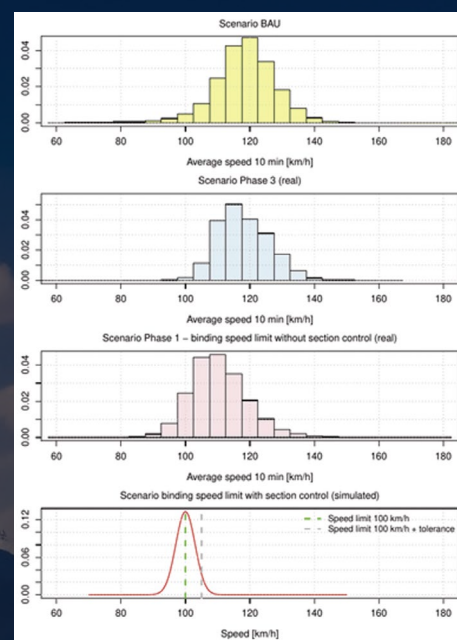 Scenario BAU
0.00 0.02 0.04
60 80 100 120 140 160 180
Average speed 10 min [km/h]
Scenario Phase 3 (real)
0.00 0.02 0.04
60 80 100 120 140 160 180
Average speed 10 min [km/h]
Scenario Phase 1 – binding speed limit without section control (real)
0.00 0.02 0.04
60 80 100 120 140 160 180
Average speed 10 min [km/h]
Scenario binding speed limit with section control (simulated)
Speed limit 100 km/h
Speed limit 100 km/h + tolerance
0.00 0.06 0.12
60 80 100 120 140 160 180
Speed [km/h]